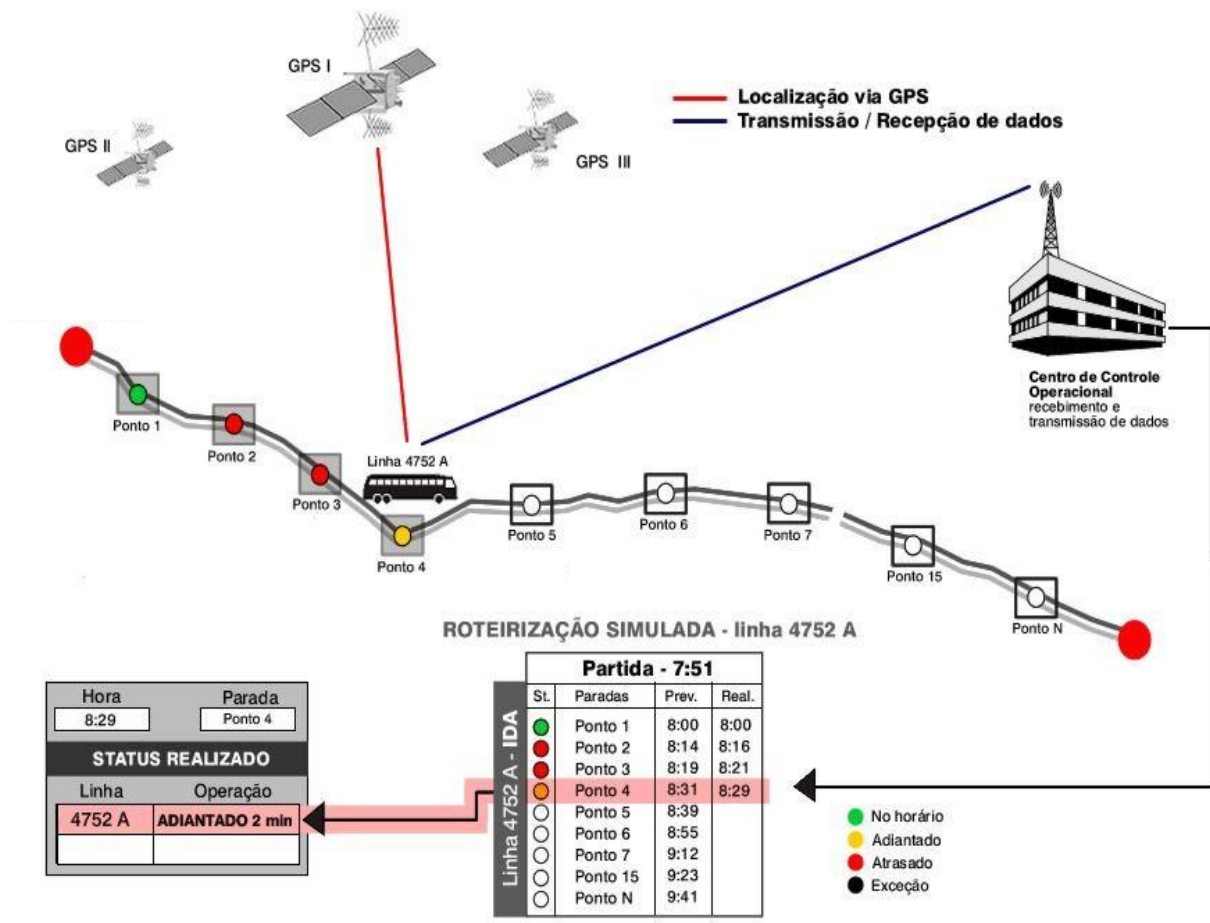 GPS I
GPS II
GPS III
Localização via GPS
Transmissão / Recepção de dados
Centro de Controle
Operacional
recebimento e
transmissão de dados
Linha 4752 A
Ponto 1
Ponto 2
Ponto 3
Ponto 4
Ponto 5
Ponto 6
Ponto 7
Ponto 15
Ponto N
ROTEIRIZAÇÃO SIMULADA - linha 4752 A
Hora Parada
8:29 Ponto 4
STATUS REALIZADO
Linha Operação
4752 A ADIANTADO 2 min
Linha 4752 A - IDA
Partida - 7:51
St. Paradas Prev. Real.
Ponto 1 8:00 8:00
Ponto 2 8:14 8:16
Ponto 3 8:19 8:21
Ponto 4 8:31 8:29
Ponto 5 8:39
Ponto 6 8:55
Ponto 7 9:12
Ponto 15 9:23
Ponto N 9:41
No horário
Adiantado
Atrasado
Exceção